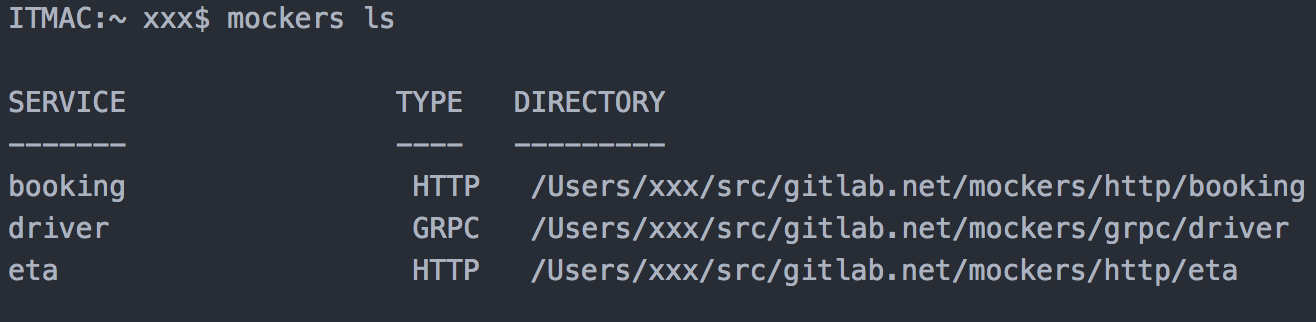 ITMAC:~ xxx$ mockers ls
SERVICE                TYPE   DIRECTORY
-------                ----   ---------
booking                 HTTP   /Users/xxx/src/gitlab.net/mockers/http/booking
driver                  GRPC   /Users/xxx/src/gitlab.net/mockers/grpc/driver
eta                     HTTP   /Users/xxx/src/gitlab.net/mockers/http/eta